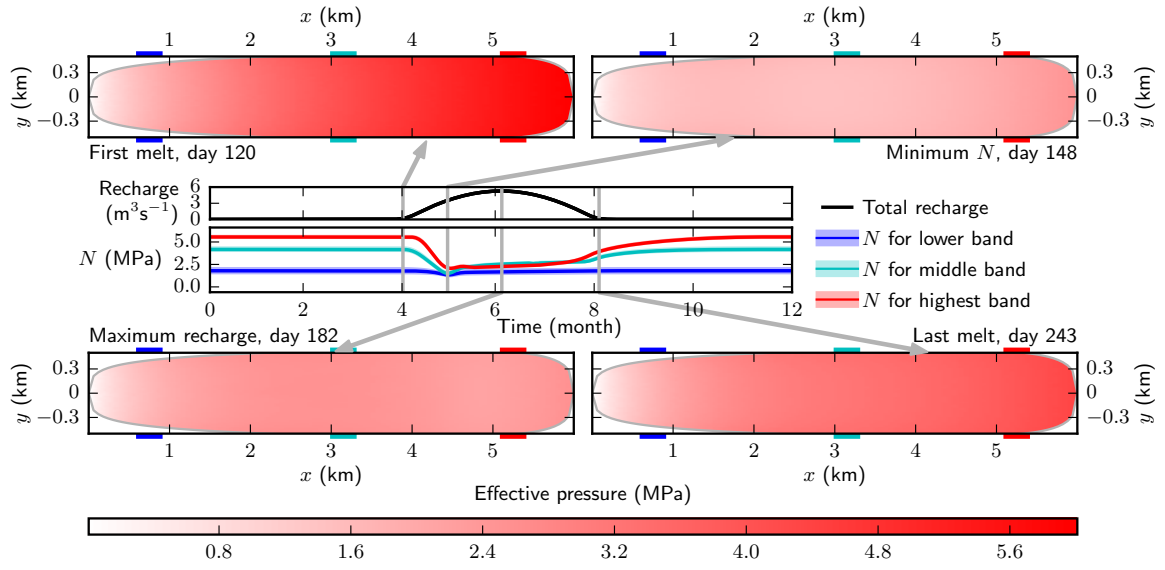 x (km)
x (km)
1 2 3 4 5
1 2 3 4 5
y (km)
0.3
0
−0.3
0.3
0
−0.3
y (km)
First melt, day 120
Minimum N, day 148
Recharge
(m³s⁻¹)
6
3
0
N (MPa)
5.0
2.5
0.0
0 2 4 6 8 10 12
Time (month)
Total recharge
N for lower band
N for middle band
N for highest band
Maximum recharge, day 182
Last melt, day 243
y (km)
0.3
0
−0.3
0.3
0
−0.3
y (km)
1 2 3 4 5
1 2 3 4 5
x (km)
x (km)
Effective pressure (MPa)
0.8 1.6 2.4 3.2 4.0 4.8 5.6